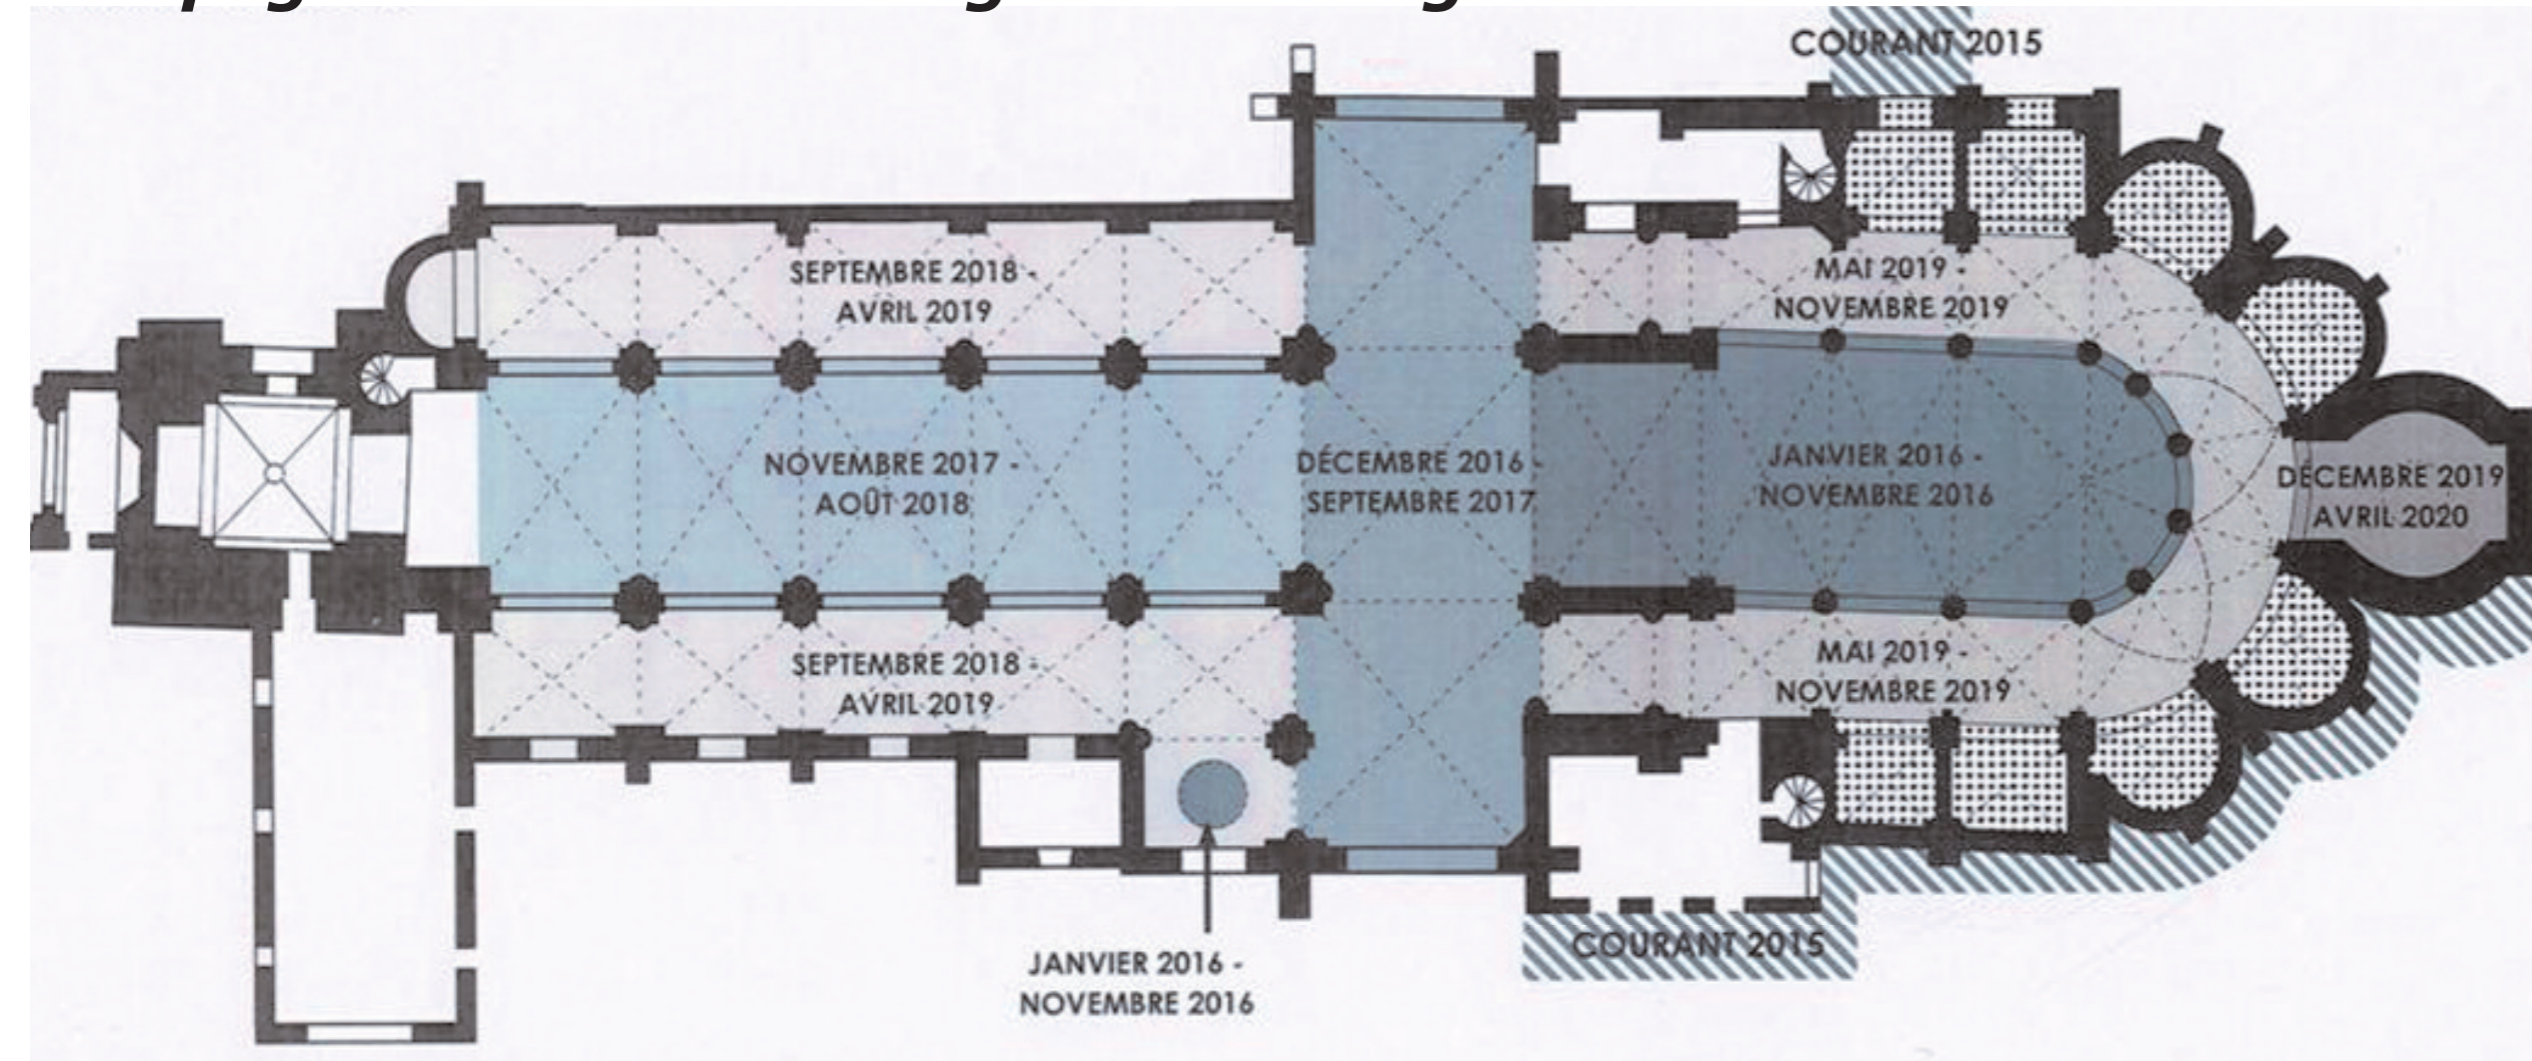 COURANT 2015
SEPTEMBRE 2018 -
AVRIL 2019
MAI 2019 -
NOVEMBRE 2019
NOVEMBRE 2017 -
AOÛT 2018
DÉCEMBRE 2016 -
SEPTEMBRE 2017
JANVIER 2016 -
NOVEMBRE 2016
DÉCEMBRE 2019
AVRIL 2020
SEPTEMBRE 2018 -
AVRIL 2019
MAI 2019 -
NOVEMBRE 2019
COURANT 2015
JANVIER 2016 -
NOVEMBRE 2016